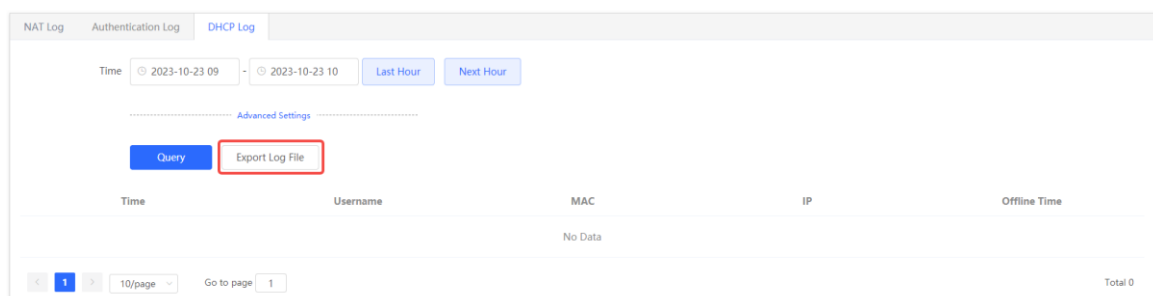 NAT Log Authentication Log DHCP Log
Time 2023-10-23 09 - 2023-10-23 10 Last Hour Next Hour
Advanced Settings
Query Export Log File
Time Username MAC IP Offline Time
No Data
< 1 > 10/page Go to page 1 Total 0